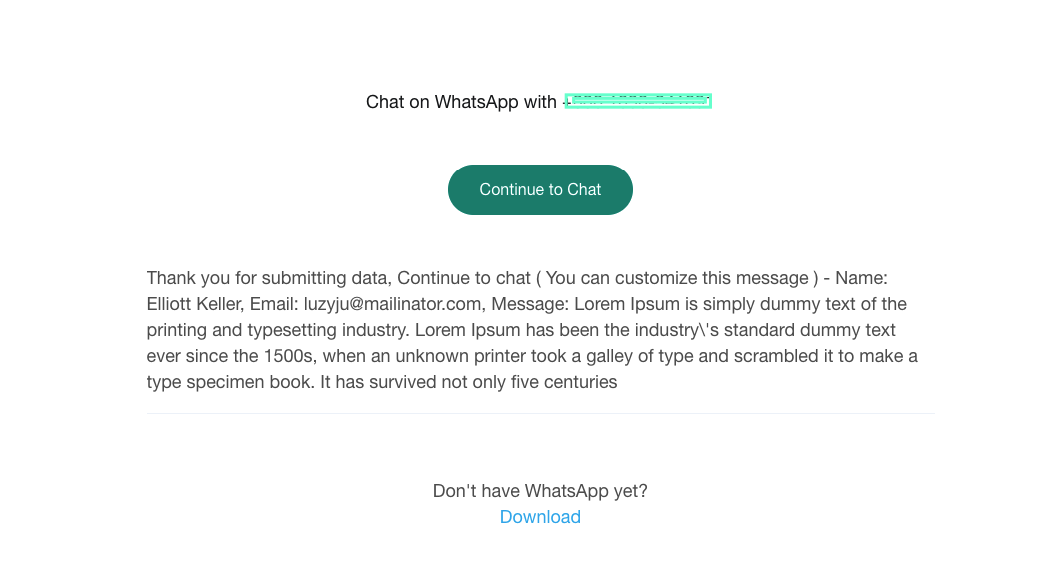 Chat on WhatsApp with
Continue to Chat
Thank you for submitting data, Continue to chat ( You can customize this message ) - Name:
Elliott Keller, Email: luzyju@mailinator.com, Message: Lorem Ipsum is simply dummy text of the
printing and typesetting industry. Lorem Ipsum has been the industry\'s standard dummy text
ever since the 1500s, when an unknown printer took a galley of type and scrambled it to make a
type specimen book. It has survived not only five centuries
Don't have WhatsApp yet?
Download